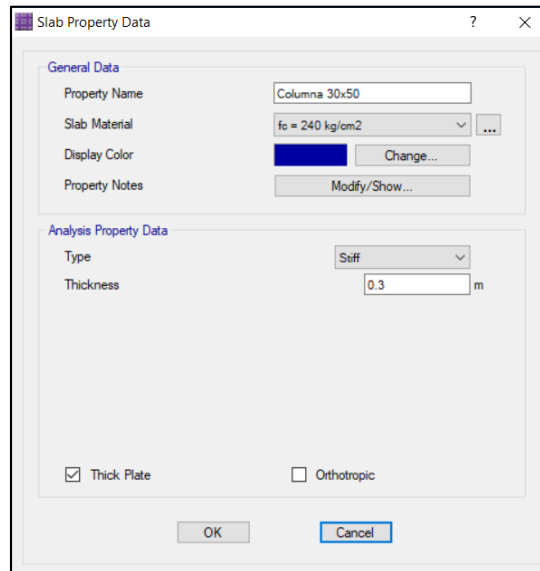 Slab Property Data ? ×
General Data
Property Name Columna 30x50
Slab Material fc = 240 kg/cm2 ...
Display Color Change...
Property Notes Modify/Show...
Analysis Property Data
Type Stiff
Thickness 0.3 m
Thick Plate Orthotropic
OK Cancel